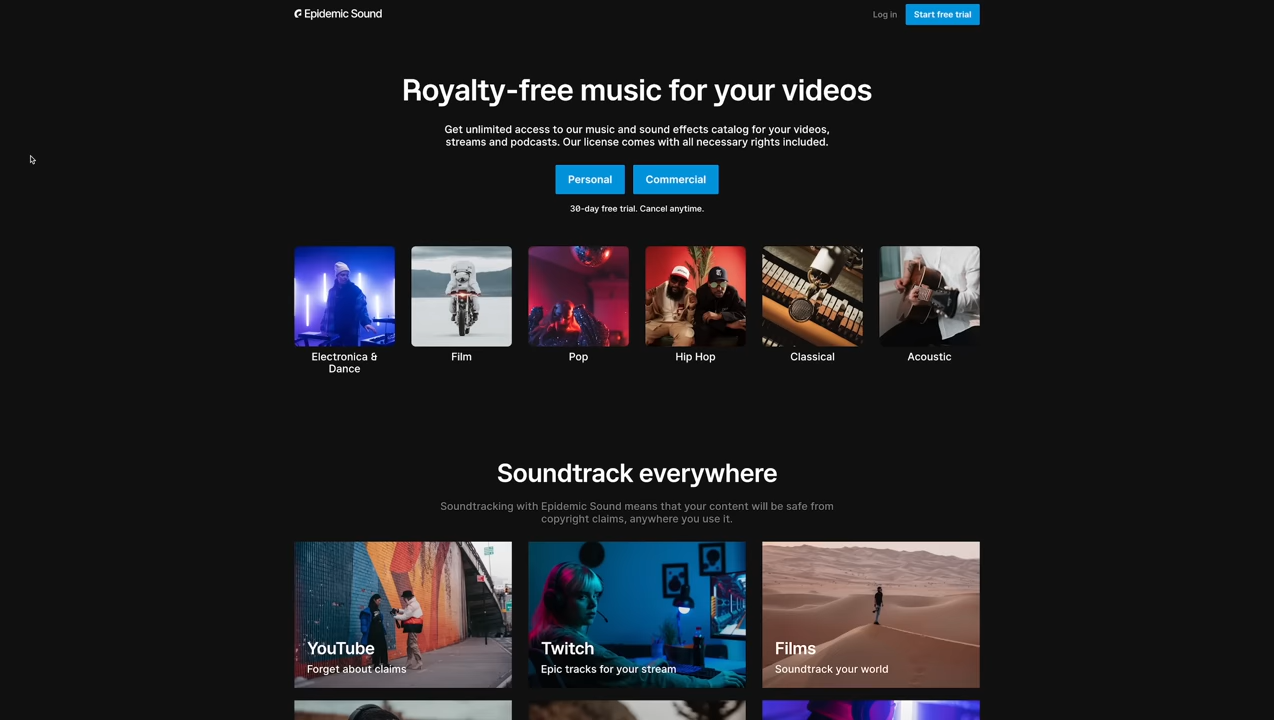 Epidemic Sound
Log in
Start free trial
Royalty-free music for your videos
Get unlimited access to our music and sound effects catalog for your videos,
streams and podcasts. Our license comes with all necessary rights included.
Personal
Commercial
30-day free trial. Cancel anytime.
Electronica &
Dance
Film
Pop
Hip Hop
Classical
Acoustic
Soundtrack everywhere
Soundtracking with Epidemic Sound means that your content will be safe from
copyright claims, anywhere you use it.
YouTube
Forget about claims
Twitch
Epic tracks for your stream
Films
Soundtrack your world